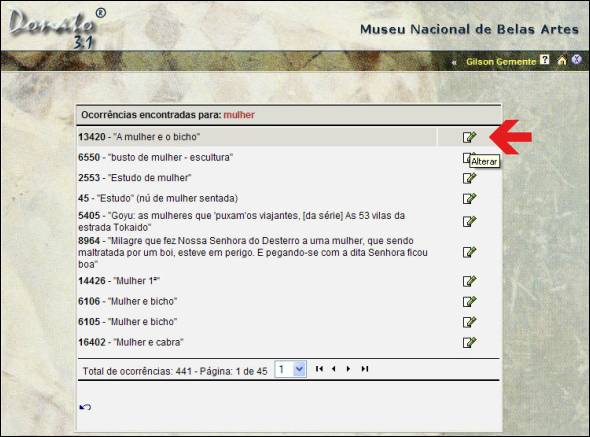 Donato ®
3.1
Museu Nacional de Belas Artes
« Gilson Gemente ? X
Ocorrências encontradas para: mulher
13420 - "A mulher e o bicho"
6550 - "busto de mulher - escultura"
Alterar
2553 - "Estudo de mulher"
45 - "Estudo" (nú de mulher sentada)
5405 - "Goyu: as mulheres que 'puxam'os viajantes, [da série] As 53 vilas da
estrada Tokaido"
8964 - "Milagre que fez Nossa Senhora do Desterro a uma mulher, que sendo
maltratada por um boi, esteve em perigo. E pegando-se com a dita Senhora ficou
boa"
14426 - "Mulher 1ª"
6106 - "Mulher e bicho"
6105 - "Mulher e bicho"
16402 - "Mulher e cabra"
Total de ocorrências: 441 - Página: 1 de 45 1